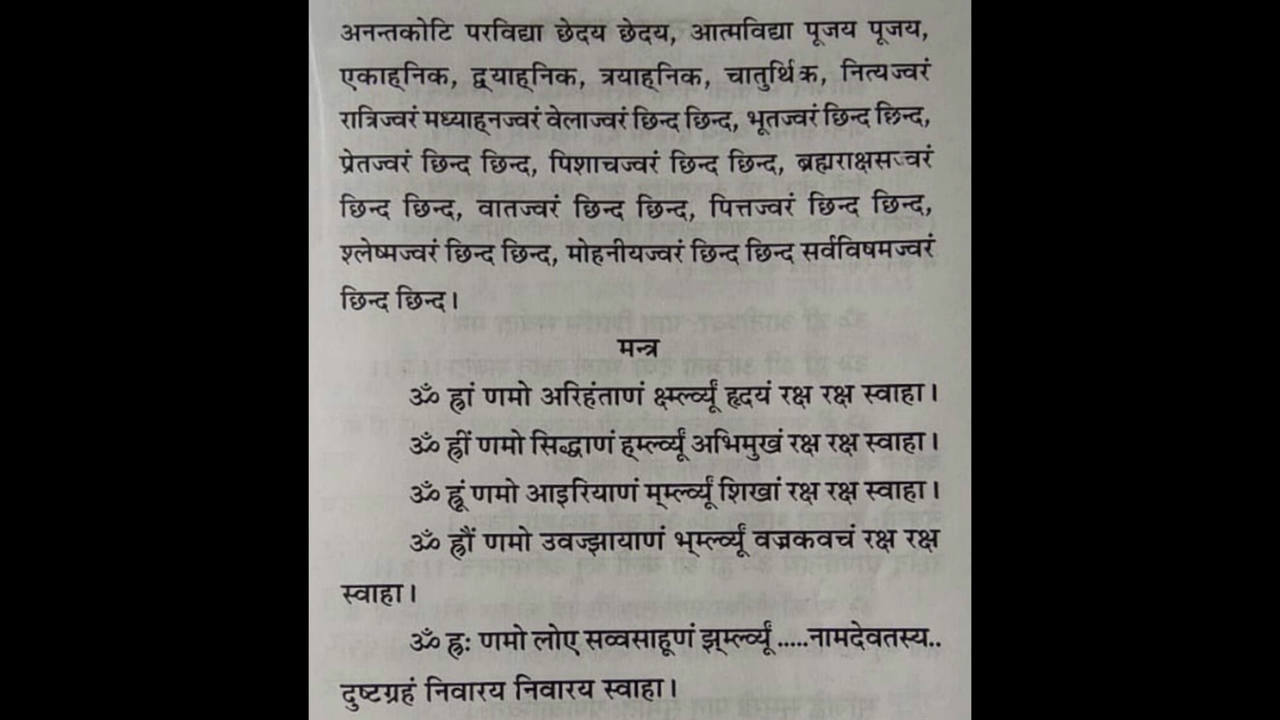 अनन्तकोटि परविद्या छेदय छेदय, आत्मविद्या पूजय पूजय,
एकाह्निक, द्वयाह्निक, त्रयाह्निक, चातुर्थिक, नित्यज्वरं
रात्रिज्वरं मध्याह्नज्वरं वेलाज्वरं छिन्द छिन्द, भूतज्वरं छिन्द छिन्द,
प्रेतज्वरं छिन्द छिन्द, पिशाचज्वरं छिन्द छिन्द, ब्रह्मराक्षसज्वरं
छिन्द छिन्द, वातज्वरं छिन्द छिन्द, पित्तज्वरं छिन्द छिन्द,
श्लेष्मज्वरं छिन्द छिन्द, मोहनीयज्वरं छिन्द छिन्द सर्वविषमज्वरं
छिन्द छिन्द।
मन्त्र
ॐ ह्रां णमो अरिहंताणं क्ष्म्ल्व्र्यूं हृदयं रक्ष रक्ष स्वाहा।
ॐ ह्रीं णमो सिद्धाणं ह्म्ल्व्र्यूं अभिमुखं रक्ष रक्ष स्वाहा।
ॐ ह्रूं णमो आइरियाणं म्म्ल्व्र्यूं शिखां रक्ष रक्ष स्वाहा।
ॐ ह्रौं णमो उवज्झायाणं भ्म्ल्व्र्यूं वज्रकवचं रक्ष रक्ष
स्वाहा।
ॐ ह्रः णमो लोए सव्वसाहूणं झ्म्ल्व्र्यूं .....नामदेवतस्य..
दुष्टग्रहं निवारय निवारय स्वाहा।